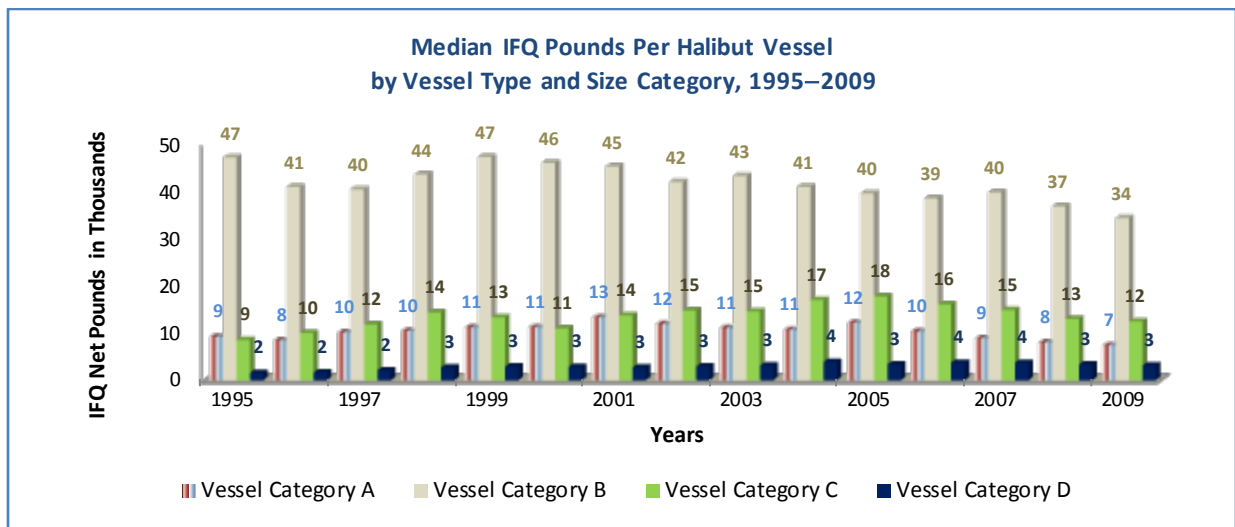 Median IFQ Pounds Per Halibut Vessel
by Vessel Type and Size Category, 1995–2009
IFQ Net Pounds in Thousands
50
40
30
20
10
0
47 41 40 44 47 46 45 42 43 41 40 39 40 37 34
9 8 10 10 11 11 13 12 11 11 12 10 9 8 7
9 10 12 14 13 11 14 15 15 17 18 16 15 13 12
2 2 2 3 3 3 3 3 3 4 3 4 4 3 3
1995 1997 1999 2001 2003 2005 2007 2009
Years
Vessel Category A Vessel Category B Vessel Category C Vessel Category D